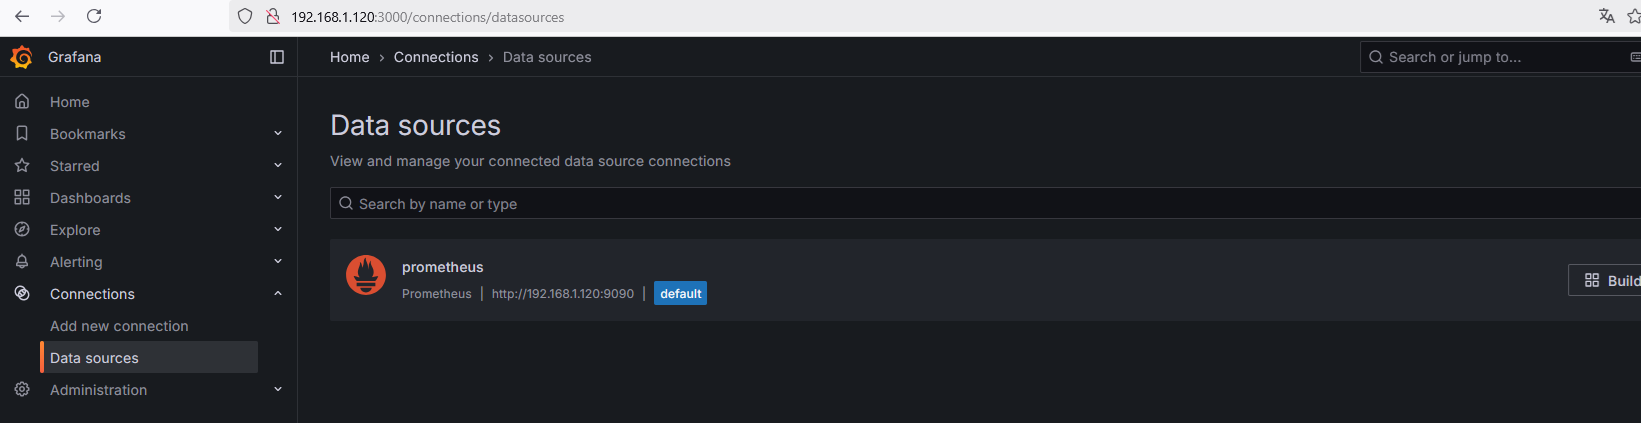 192.168.1.120:3000/connections/datasources
Grafana
Home › Connections › Data sources
Search or jump to...
Home
Bookmarks
Starred
Dashboards
Explore
Alerting
Connections
Add new connection
Data sources
Administration
Data sources
View and manage your connected data source connections
Search by name or type
prometheus
Prometheus | http://192.168.1.120:9090 | default
Build